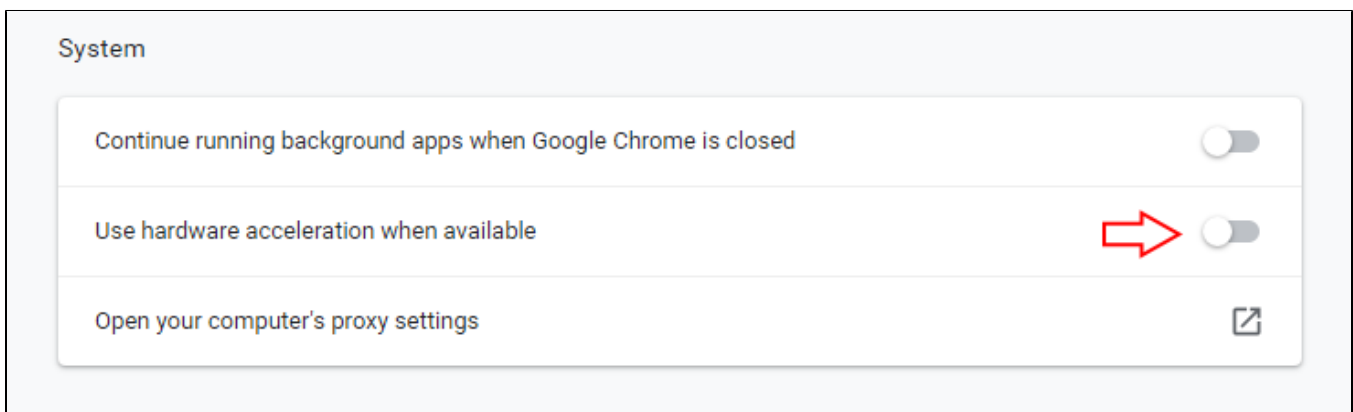 System
Continue running background apps when Google Chrome is closed
Use hardware acceleration when available
Open your computer's proxy settings